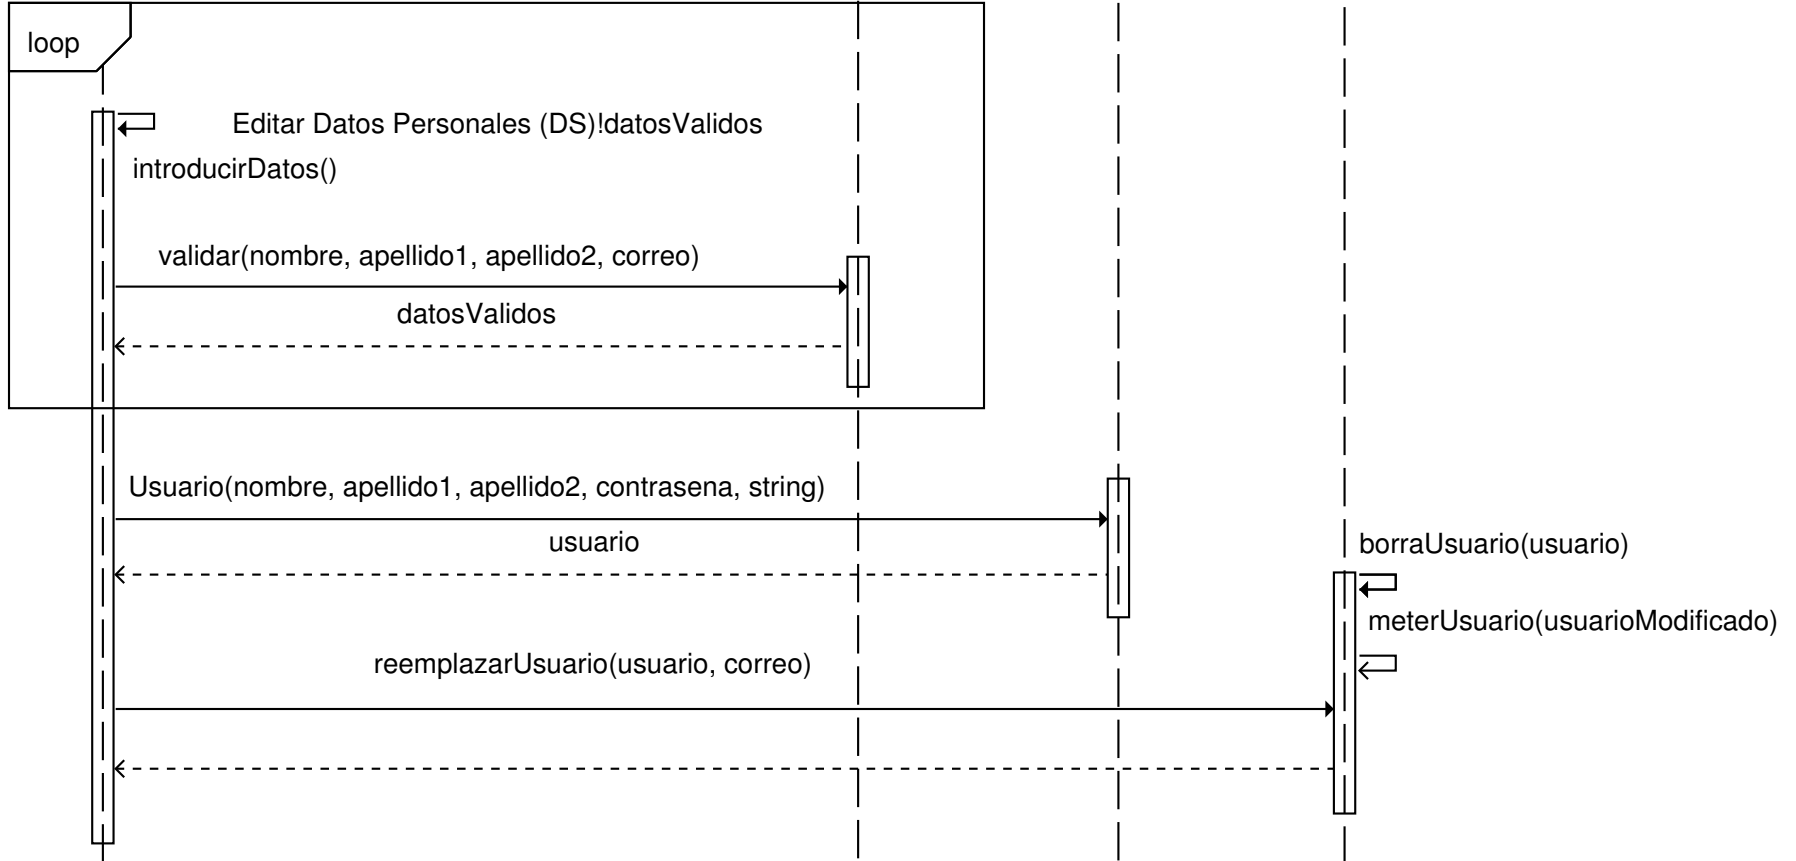 loop
Editar Datos Personales (DS)!datosValidos
introducirDatos()
validar(nombre, apellido1, apellido2, correo)
datosValidos
Usuario(nombre, apellido1, apellido2, contrasena, string)
usuario
borraUsuario(usuario)
meterUsuario(usuarioModificado)
reemplazarUsuario(usuario, correo)